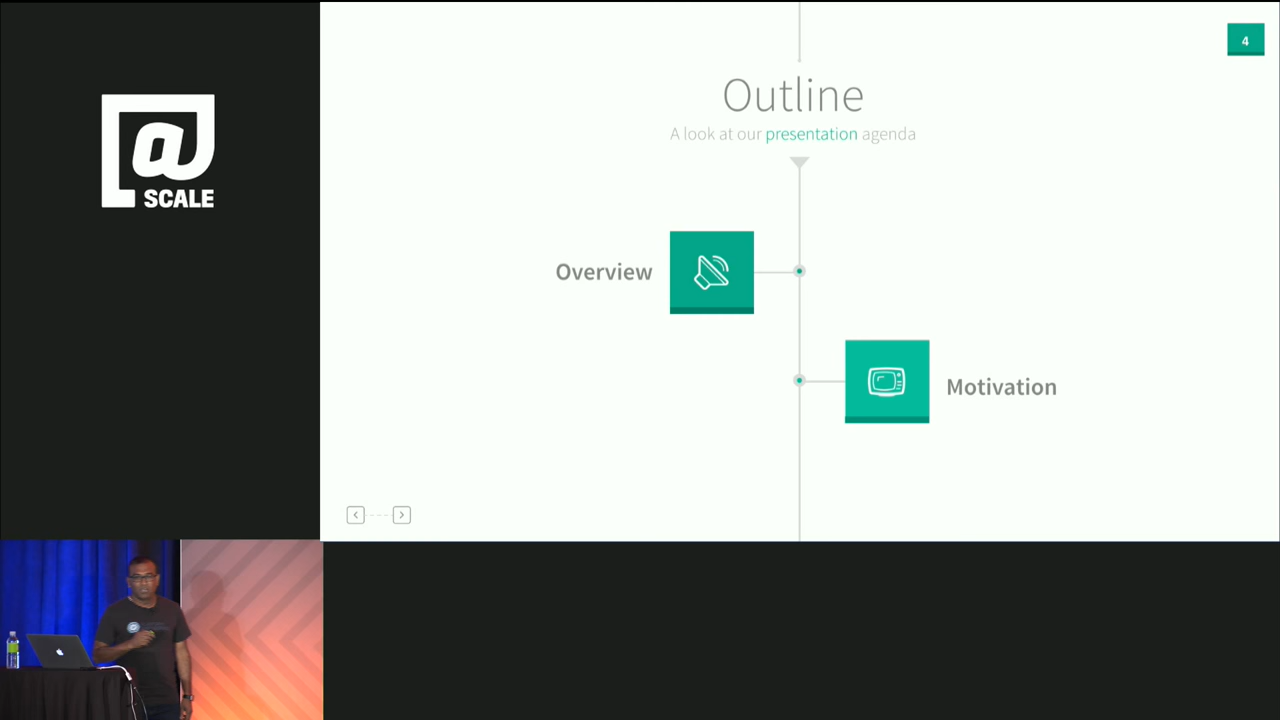 @
SCALE
4
Outline
A look at our presentation agenda
Overview
Motivation